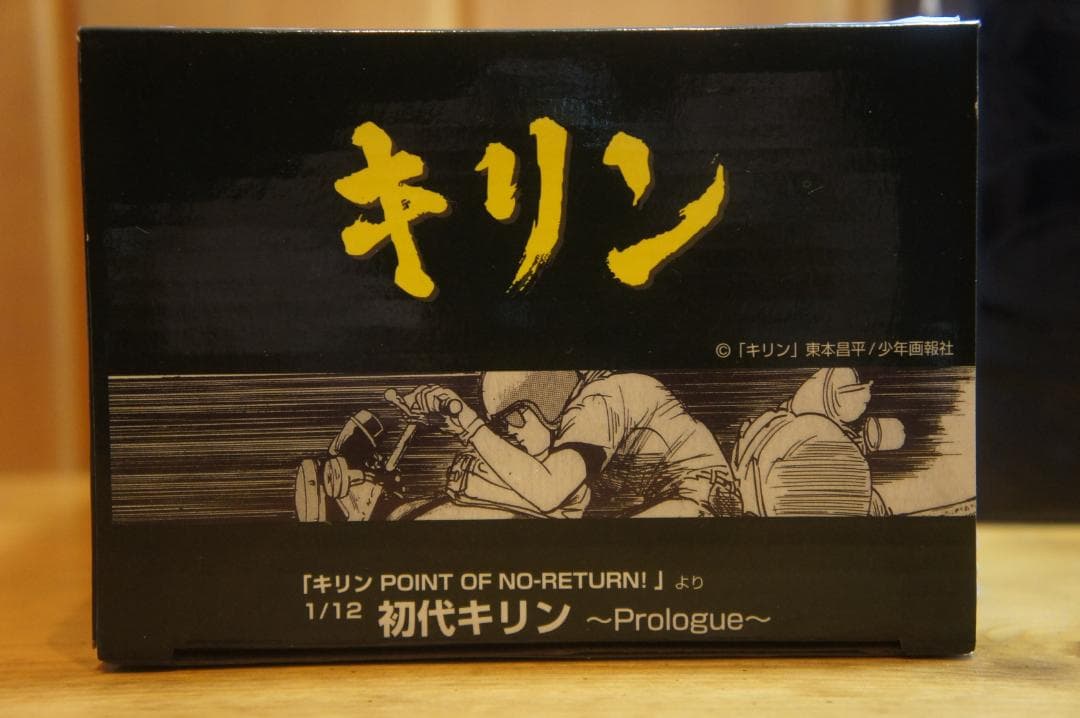 キリン
©「キリン」東本昌平/少年画報社
「キリン POINT OF NO-RETURN!」より
1/12 初代キリン ～Prologue～